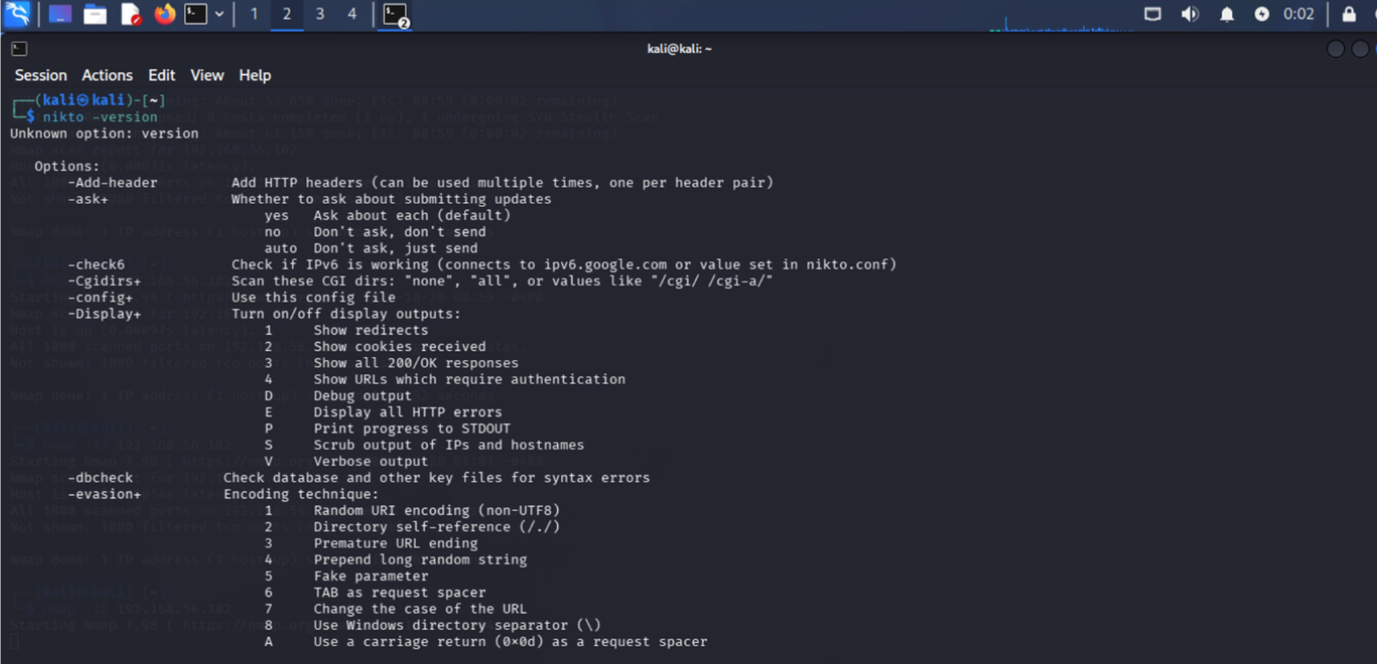 1 2 3 4 2 0:02
kali@kali: ~
Session Actions Edit View Help
(kali㉿kali)-[~]
$ nikto -version
Unknown option: version
Options:
-Add-header Add HTTP headers (can be used multiple times, one per header pair)
-ask+ Whether to ask about submitting updates
yes Ask about each (default)
no Don't ask, don't send
auto Don't ask, just send
-check6 Check if IPv6 is working (connects to ipv6.google.com or value set in nikto.conf)
-Cgidirs+ Scan these CGI dirs: "none", "all", or values like "/cgi/ /cgi-a/"
-config+ Use this config file
-Display+ Turn on/off display outputs:
1 Show redirects
2 Show cookies received
3 Show all 200/OK responses
4 Show URLs which require authentication
D Debug output
E Display all HTTP errors
P Print progress to STDOUT
S Scrub output of IPs and hostnames
V Verbose output
-dbcheck Check database and other key files for syntax errors
-evasion+ Encoding technique:
1 Random URI encoding (non-UTF8)
2 Directory self-reference (/./)
3 Premature URL ending
4 Prepend long random string
5 Fake parameter
6 TAB as request spacer
7 Change the case of the URL
8 Use Windows directory separator (\)
A Use a carriage return (0x0d) as a request spacer